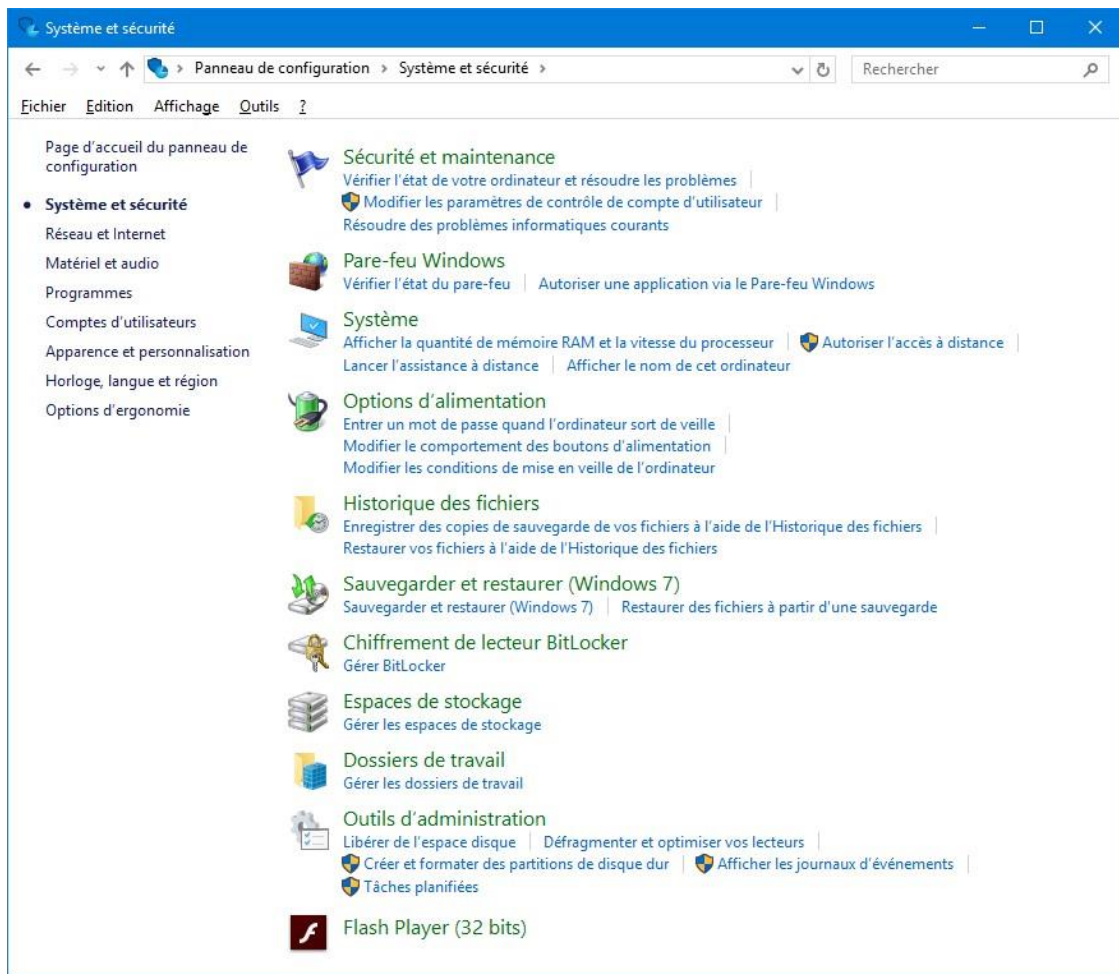 Système et sécurité
Panneau de configuration > Système et sécurité >
Rechercher
Fichier Edition Affichage Outils ?
Page d'accueil du panneau de
configuration
Système et sécurité
Réseau et Internet
Matériel et audio
Programmes
Comptes d'utilisateurs
Apparence et personnalisation
Horloge, langue et région
Options d'ergonomie
Sécurité et maintenance
Vérifier l'état de votre ordinateur et résoudre les problèmes
Modifier les paramètres de contrôle de compte d'utilisateur
Résoudre des problèmes informatiques courants
Pare-feu Windows
Vérifier l'état du pare-feu | Autoriser une application via le Pare-feu Windows
Système
Afficher la quantité de mémoire RAM et la vitesse du processeur | Autoriser l'accès à distance
Lancer l'assistance à distance | Afficher le nom de cet ordinateur
Options d'alimentation
Entrer un mot de passe quand l'ordinateur sort de veille
Modifier le comportement des boutons d'alimentation
Modifier les conditions de mise en veille de l'ordinateur
Historique des fichiers
Enregistrer des copies de sauvegarde de vos fichiers à l'aide de l'Historique des fichiers
Restaurer vos fichiers à l'aide de l'Historique des fichiers
Sauvegarder et restaurer (Windows 7)
Sauvegarder et restaurer (Windows 7) | Restaurer des fichiers à partir d'une sauvegarde
Chiffrement de lecteur BitLocker
Gérer BitLocker
Espaces de stockage
Gérer les espaces de stockage
Dossiers de travail
Gérer les dossiers de travail
Outils d'administration
Libérer de l'espace disque | Défragmenter et optimiser vos lecteurs
Créer et formater des partitions de disque dur | Afficher les journaux d'événements
Tâches planifiées
Flash Player (32 bits)